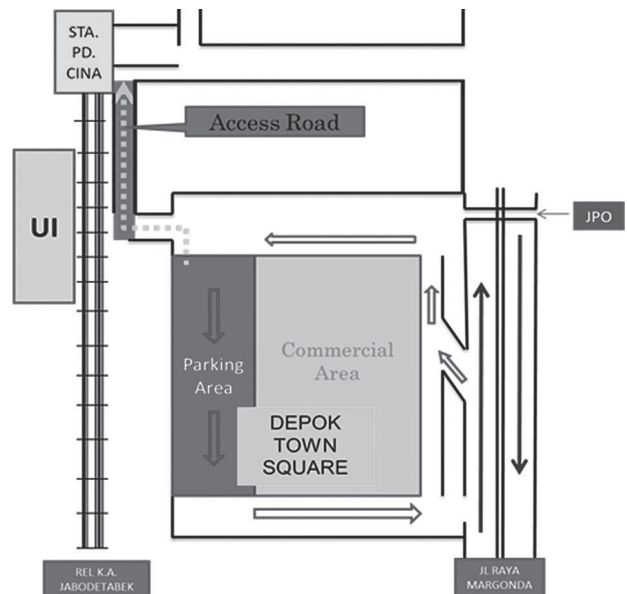 STA.
PD.
CINA
Access Road
UI
JPO
Parking
Area
Commercial
Area
DEPOK
TOWN
SQUARE
REL K.A.
JABODETABEK
JL RAYA
MARGONDA